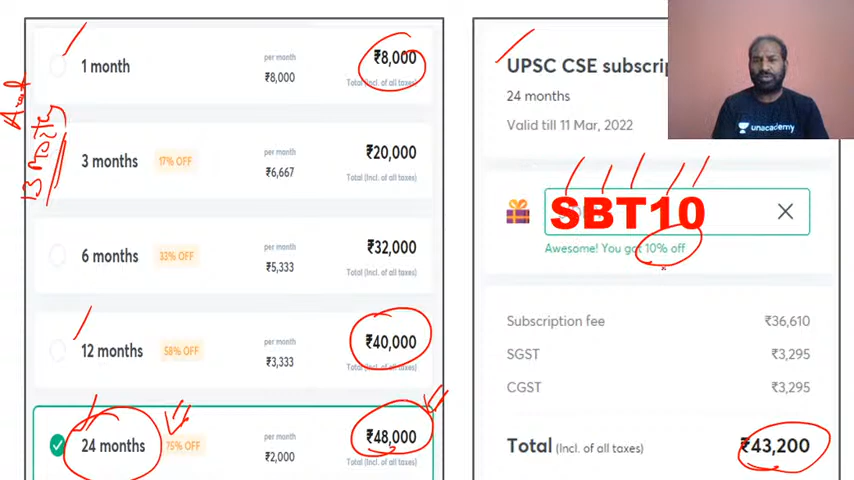 1 month
per month
₹8,000
₹8,000
Total (Incl. of all taxes)
3 months
17% OFF
per month
₹6,667
₹20,000
Total (Incl. of all taxes)
6 months
33% OFF
per month
₹5,333
₹32,000
Total (Incl. of all taxes)
12 months
58% OFF
per month
₹3,333
₹40,000
Total (Incl. of all taxes)
24 months
75% OFF
per month
₹2,000
₹48,000
Total (Incl. of all taxes)
UPSC CSE subscrip
24 months
Valid till 11 Mar, 2022
SBT10
Awesome! You got 10% off
Subscription fee ₹36,610
SGST ₹3,295
CGST ₹3,295
Total (Incl. of all taxes) ₹43,200
unacademy